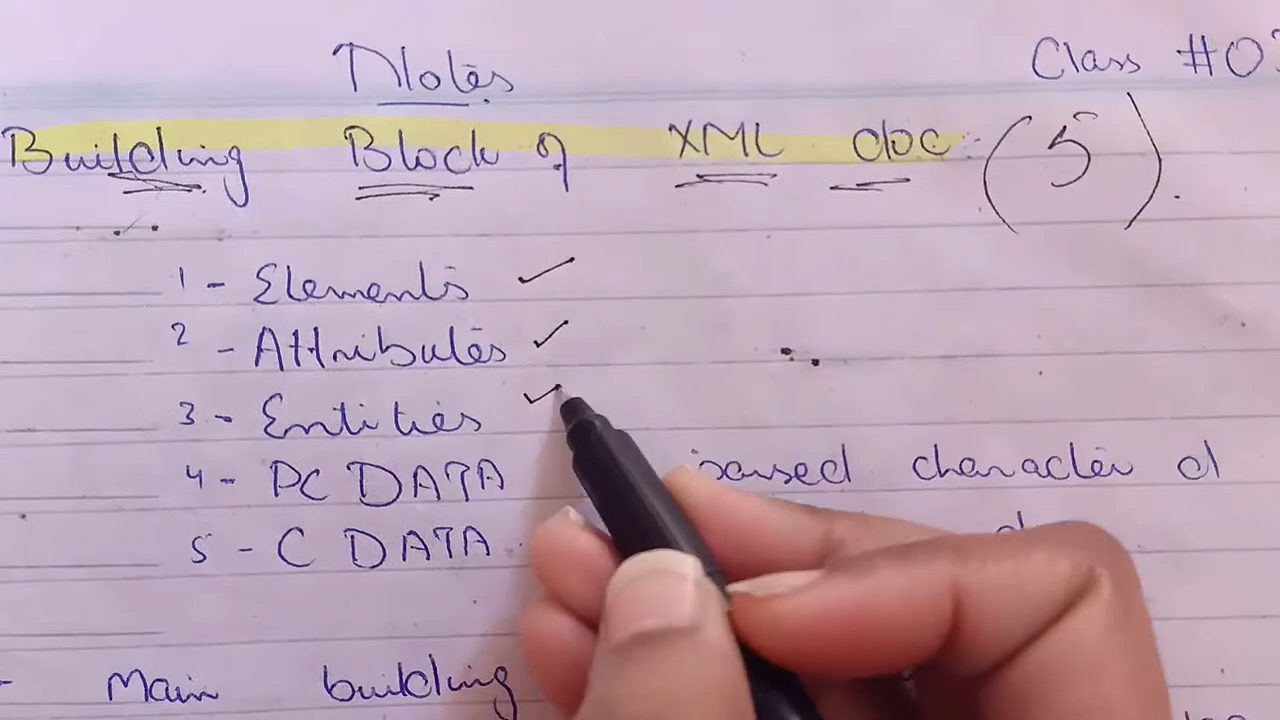 Notes
Class #0
Building Block of XML doc :- (5).
1 - Elements ✓
2 - Attributes ✓
3 - Entities ✓
4 - PC DATA parsed character d
5 - C DATA
- Main building